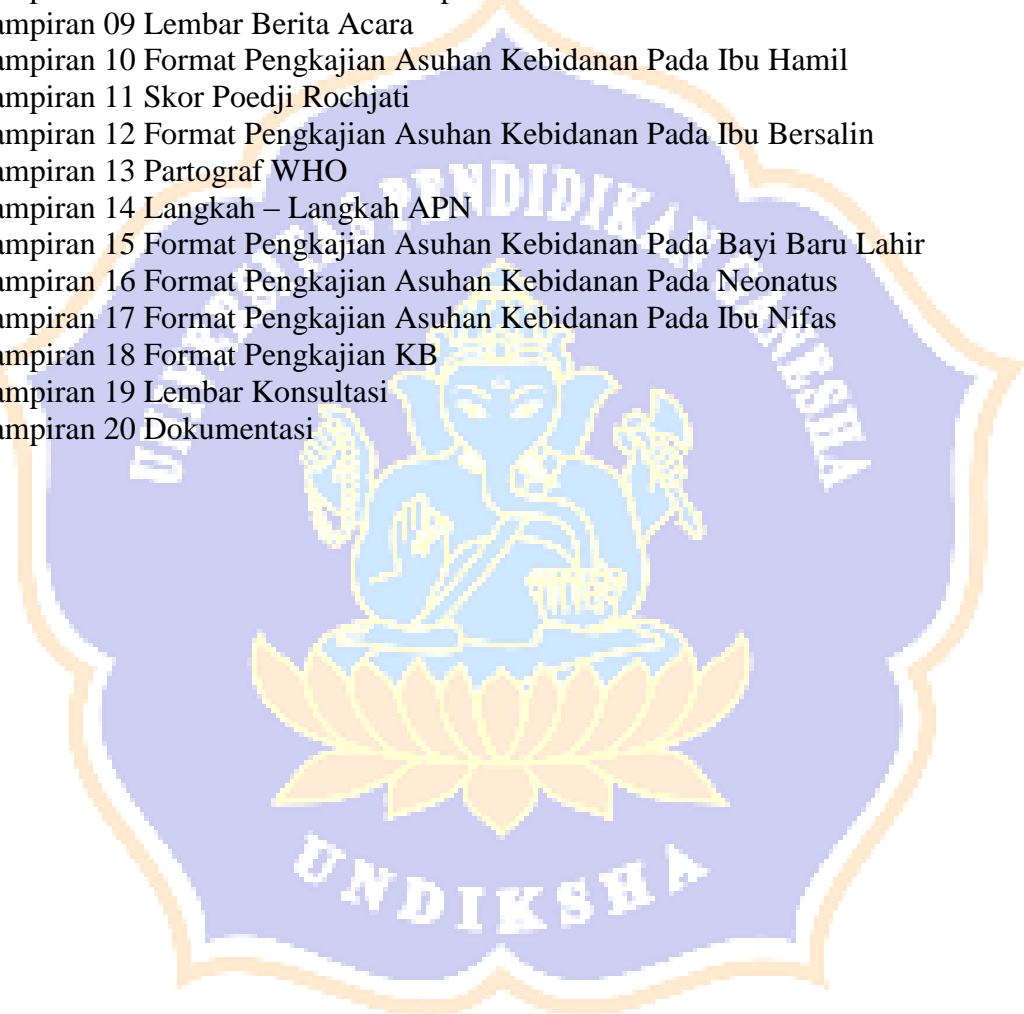 ampiran 09 Lembar Berita Acara
ampiran 10 Format Pengkajian Asuhan Kebidanan Pada Ibu Hamil
ampiran 11 Skor Poedji Rochjati
ampiran 12 Format Pengkajian Asuhan Kebidanan Pada Ibu Bersalin
ampiran 13 Partograf WHO
ampiran 14 Langkah – Langkah APN
ampiran 15 Format Pengkajian Asuhan Kebidanan Pada Bayi Baru Lahir
ampiran 16 Format Pengkajian Asuhan Kebidanan Pada Neonatus
ampiran 17 Format Pengkajian Asuhan Kebidanan Pada Ibu Nifas
ampiran 18 Format Pengkajian KB
ampiran 19 Lembar Konsultasi
ampiran 20 Dokumentasi
UNIVERSITAS PENDIDIKAN GANESHA
UNDIKSHA